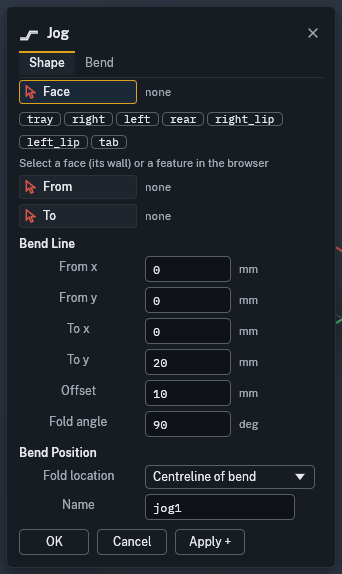 Jog
Shape Bend
Face none
tray right left rear right_lip
left_lip tab
Select a face (its wall) or a feature in the browser
From none
To none
Bend Line
From x 0 mm
From y 0 mm
To x 0 mm
To y 20 mm
Offset 10 mm
Fold angle 90 deg
Bend Position
Fold location Centreline of bend
Name jog1
OK Cancel Apply +